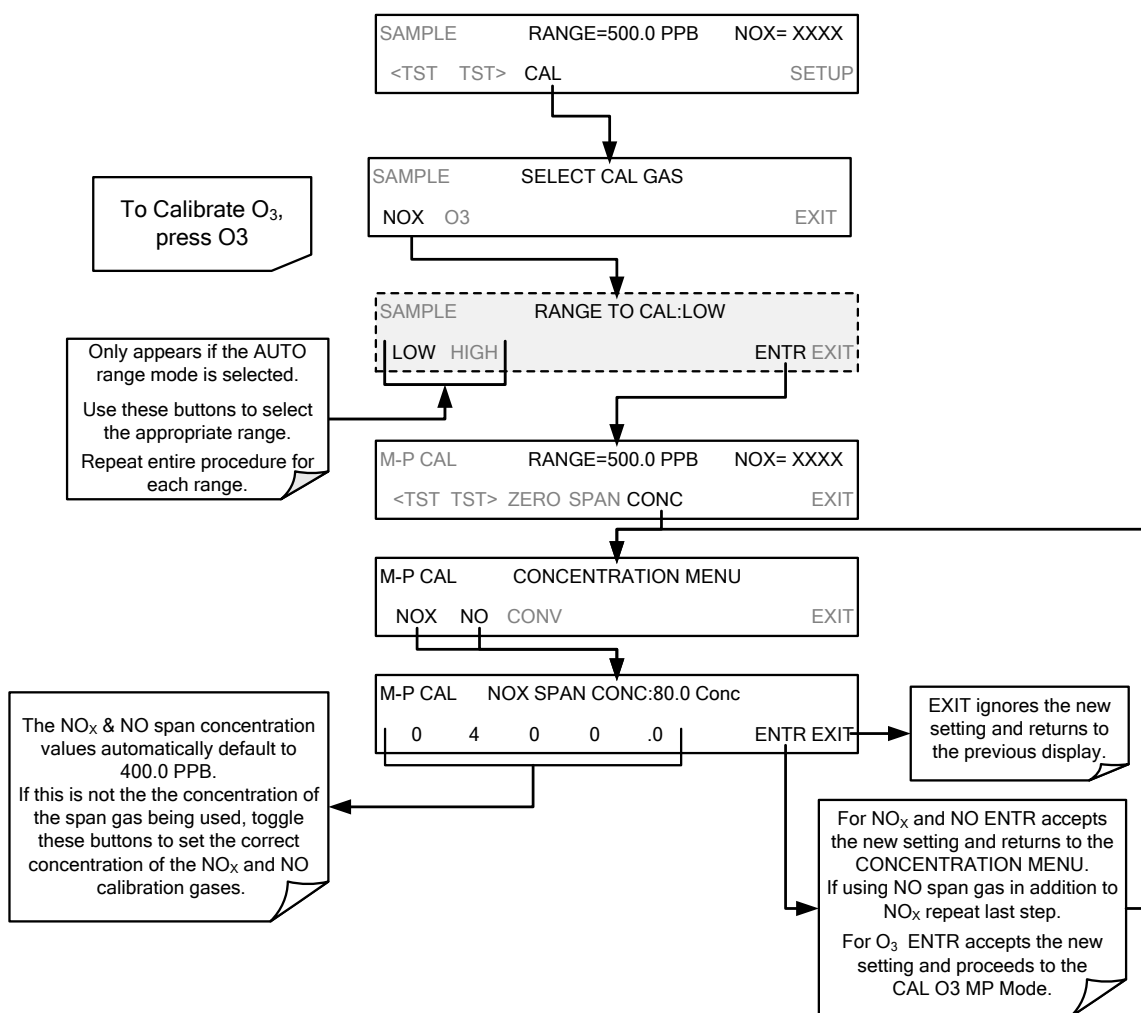 SAMPLE RANGE=500.0 PPB NOX= XXXX
<TST TST> CAL SETUP
SAMPLE SELECT CAL GAS
NOX O3 EXIT
To Calibrate O₃,
press O3
SAMPLE RANGE TO CAL:LOW
LOW HIGH ENTR EXIT
Only appears if the AUTO
range mode is selected.
Use these buttons to select
the appropriate range.
Repeat entire procedure for
each range.
M-P CAL RANGE=500.0 PPB NOX= XXXX
<TST TST> ZERO SPAN CONC EXIT
M-P CAL CONCENTRATION MENU
NOX NO CONV EXIT
M-P CAL NOX SPAN CONC:80.0 Conc
0 4 0 0 .0 ENTR EXIT
The NOX & NO span concentration
values automatically default to
400.0 PPB.
If this is not the the concentration of
the span gas being used, toggle
these buttons to set the correct
concentration of the NOX and NO
calibration gases.
EXIT ignores the new
setting and returns to
the previous display.
For NOX and NO ENTR accepts
the new setting and returns to the
CONCENTRATION MENU.
If using NO span gas in addition to
NOX repeat last step.
For O₃ ENTR accepts the new
setting and proceeds to the
CAL O3 MP Mode.